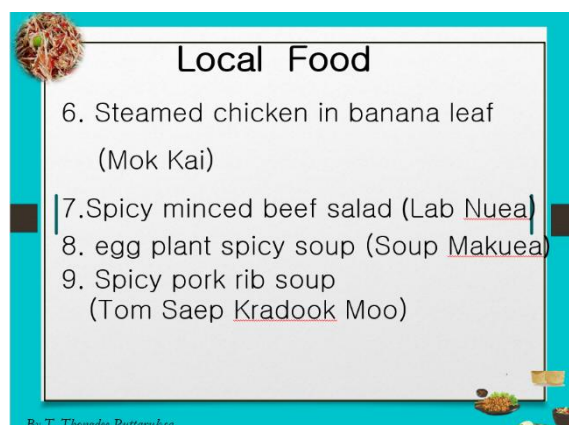 Local Food
6. Steamed chicken in banana leaf
(Mok Kai)
7.Spicy minced beef salad (Lab Nuea)
8. egg plant spicy soup (Soup Makuea)
9. Spicy pork rib soup
(Tom Saep Kradook Moo)
By T.